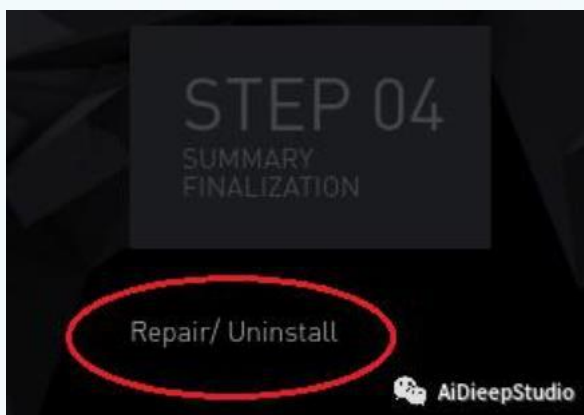 STEP 04
SUMMARY
FINALIZATION
Repair/ Uninstall
AiDieepStudio